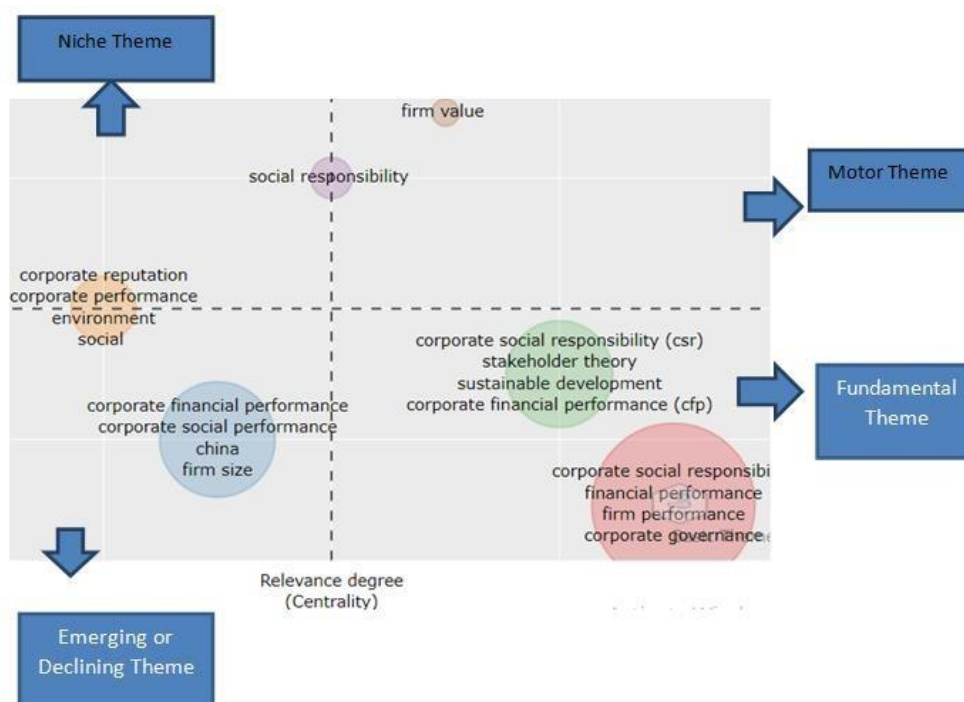 Niche Theme
firm value
social responsibility
Motor Theme
corporate reputation
corporate performance
environment
social
corporate social responsibility (csr)
stakeholder theory
sustainable development
corporate financial performance (cfp)
Fundamental
Theme
corporate financial performance
corporate social performance
china
firm size
corporate social responsibi
financial performance
firm performance
corporate governance
Relevance degree
(Centrality)
Emerging or
Declining Theme